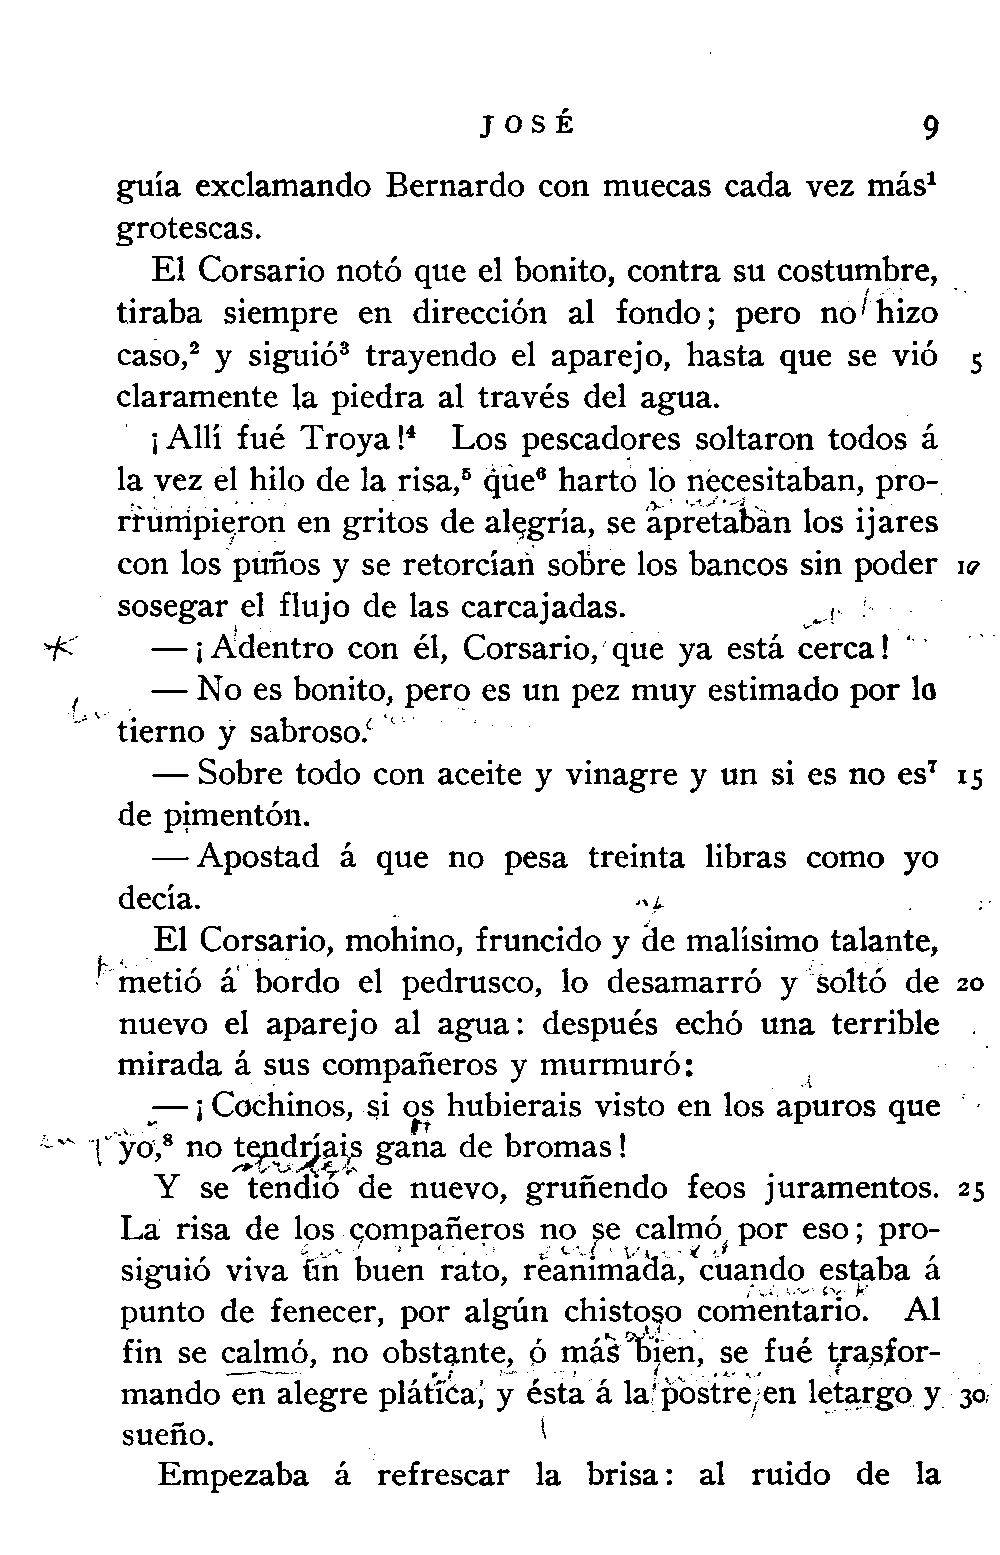 JOSÉ 9
guía exclamando Bernardo con muecas cada vez más¹
grotescas.
El Corsario notó que el bonito, contra su costumbre,
tiraba siempre en dirección al fondo; pero no hizo
caso,² y siguió³ trayendo el aparejo, hasta que se vió 5
claramente la piedra al través del agua.
¡Allí fué Troya!⁴ Los pescadores soltaron todos á
la vez el hilo de la risa,⁵ que⁶ harto lo necesitaban, pro-
rrumpieron en gritos de alegría, se apretaban los ijares
con los puños y se retorcían sobre los bancos sin poder 10
sosegar el flujo de las carcajadas.
— ¡Adentro con él, Corsario, que ya está cerca!
— No es bonito, pero es un pez muy estimado por lo
tierno y sabroso.
— Sobre todo con aceite y vinagre y un si es no es⁷ 15
de pimentón.
— Apostad á que no pesa treinta libras como yo
decía.
El Corsario, mohino, fruncido y de malísimo talante,
metió á bordo el pedrusco, lo desamarró y soltó de 20
nuevo el aparejo al agua: después echó una terrible
mirada á sus compañeros y murmuró:
— ¡Cochinos, si os hubierais visto en los apuros que
yo,⁸ no tendríais gana de bromas!
Y se tendió de nuevo, gruñendo feos juramentos. 25
La risa de los compañeros no se calmó por eso; pro-
siguió viva un buen rato, reanimada, cuando estaba á
punto de fenecer, por algún chistoso comentario. Al
fin se calmó, no obstante, ó más bien, se fué trasfor-
mando en alegre plática, y ésta á la postre en letargo y 30
sueño.
Empezaba á refrescar la brisa: al ruido de la